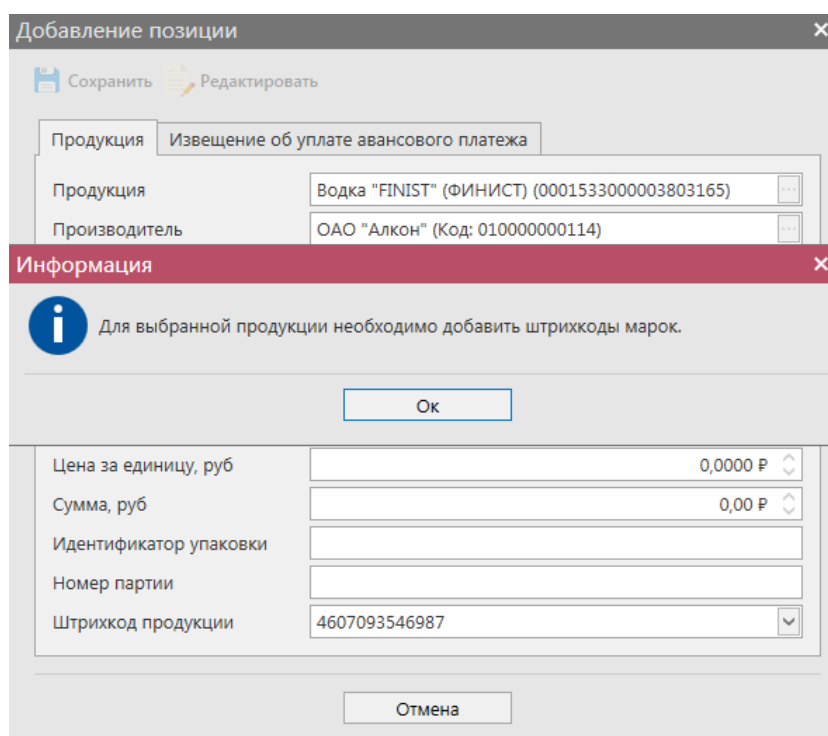 Добавление позиции
Сохранить Редактировать
Продукция Извещение об уплате авансового платежа
Продукция Водка "FINIST" (ФИНИСТ) (0001533000003803165)
Производитель ОАО "Алкон" (Код: 010000000114)
Информация
Для выбранной продукции необходимо добавить штрихкоды марок.
Ок
Цена за единицу, руб 0,0000 ₽
Сумма, руб 0,00 ₽
Идентификатор упаковки
Номер партии
Штрихкод продукции 4607093546987
Отмена